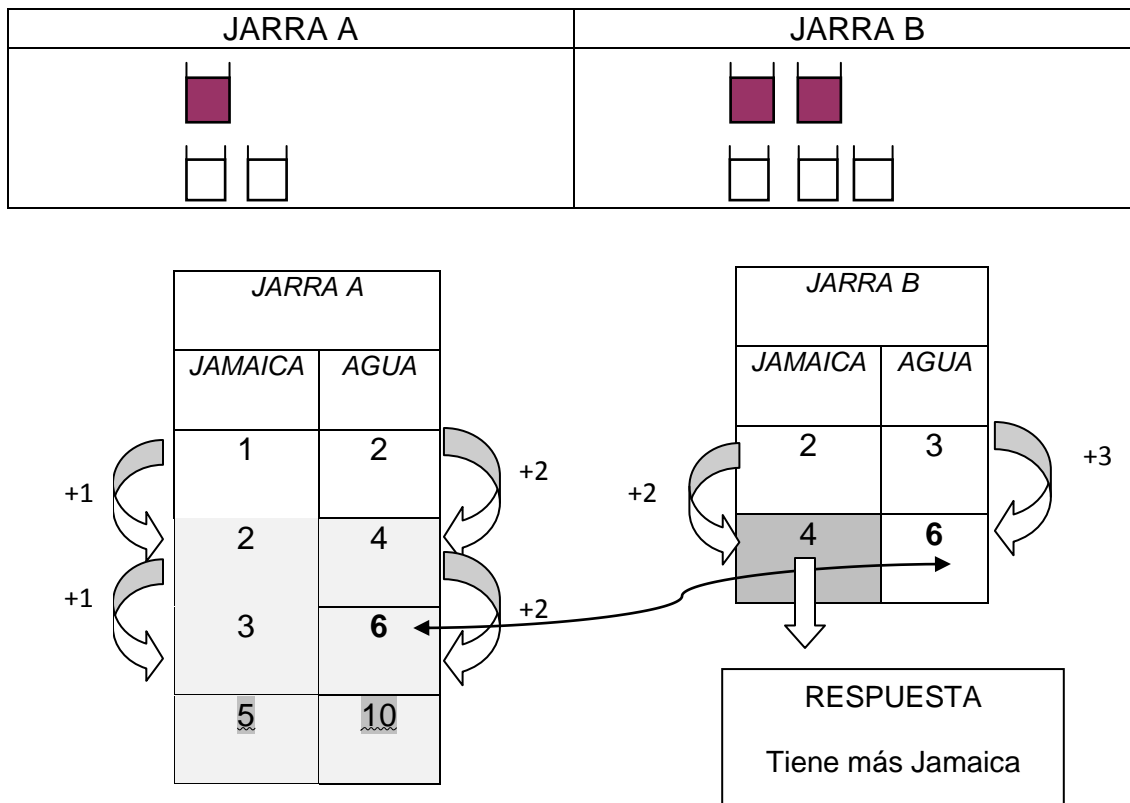 JARRA A JARRA B
JARRA A
JAMAICA AGUA
1 2
+1 +2
2 4
+1 +2
3 6
5 10
JARRA B
JAMAICA AGUA
2 3
+2 +3
4 6
RESPUESTA
Tiene más Jamaica